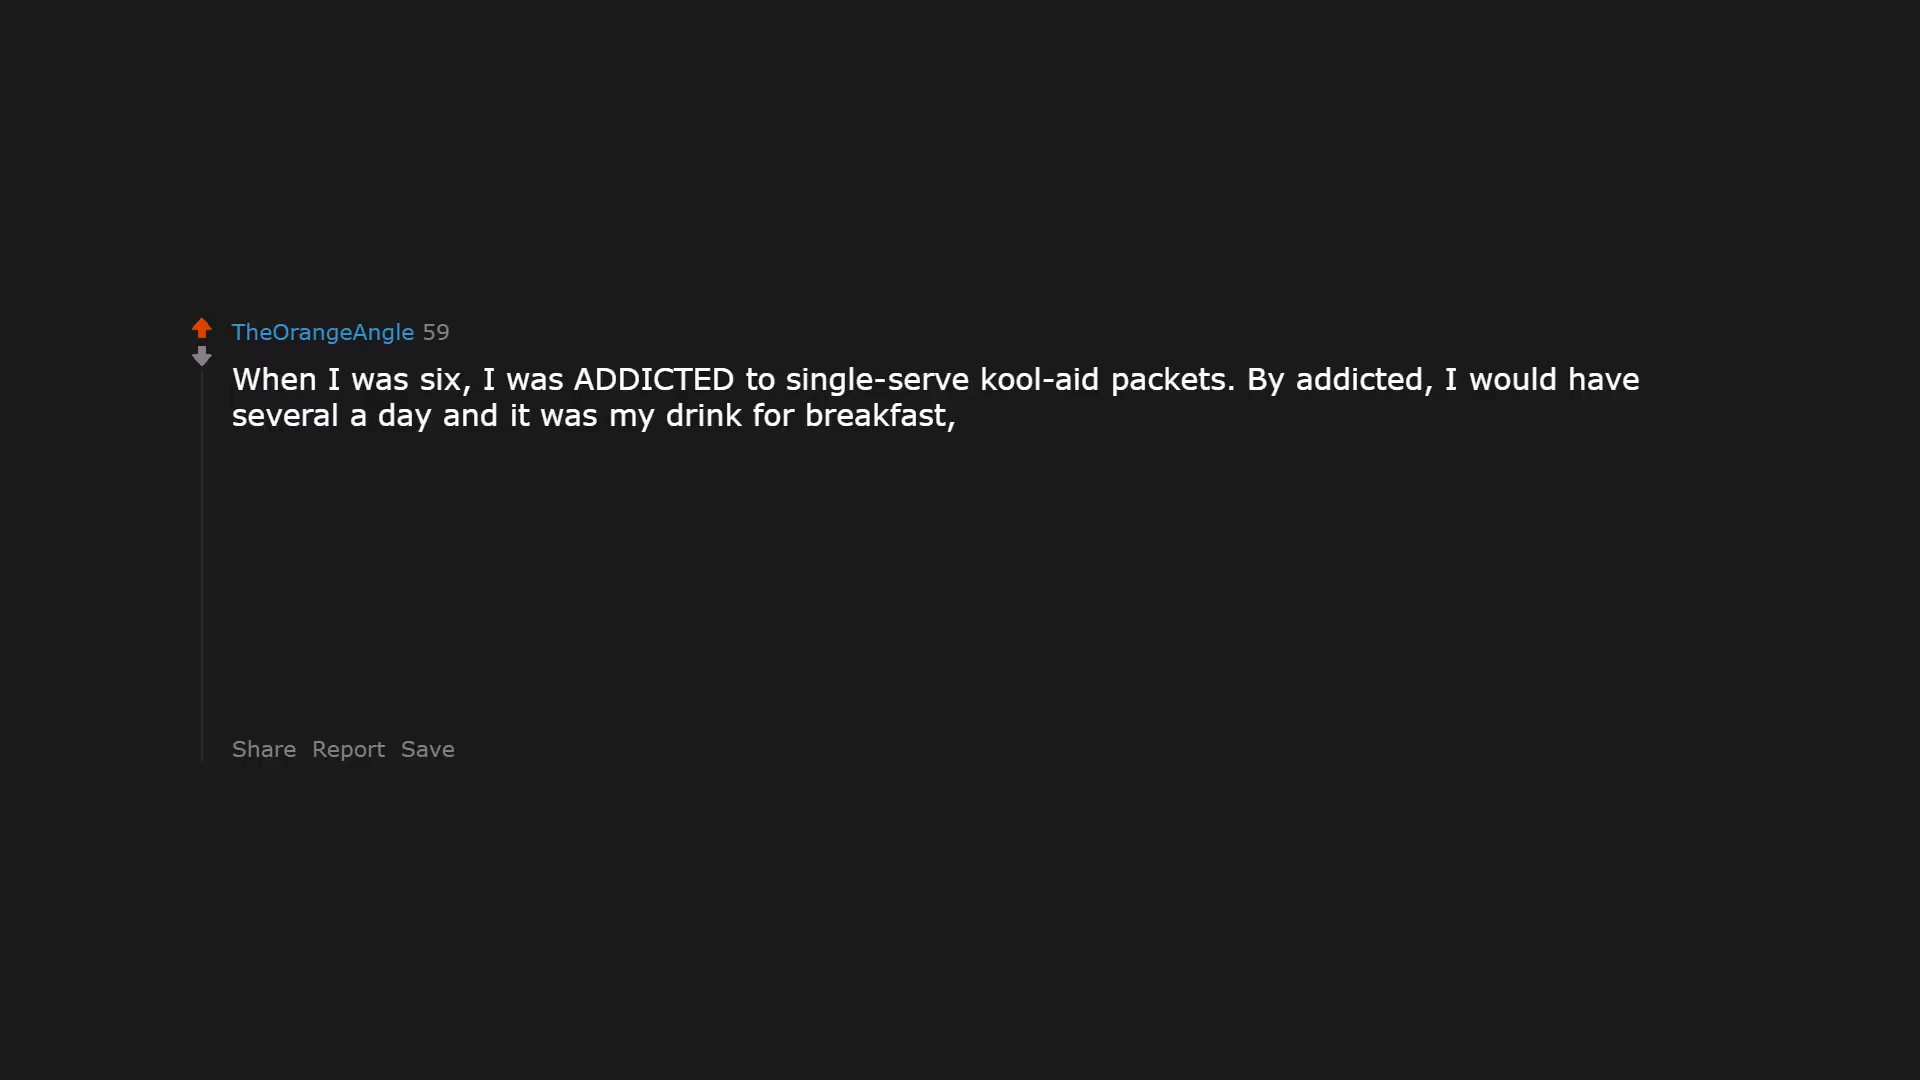 TheOrangeAngle 59
When I was six, I was ADDICTED to single-serve kool-aid packets. By addicted, I would have
several a day and it was my drink for breakfast,
Share Report Save